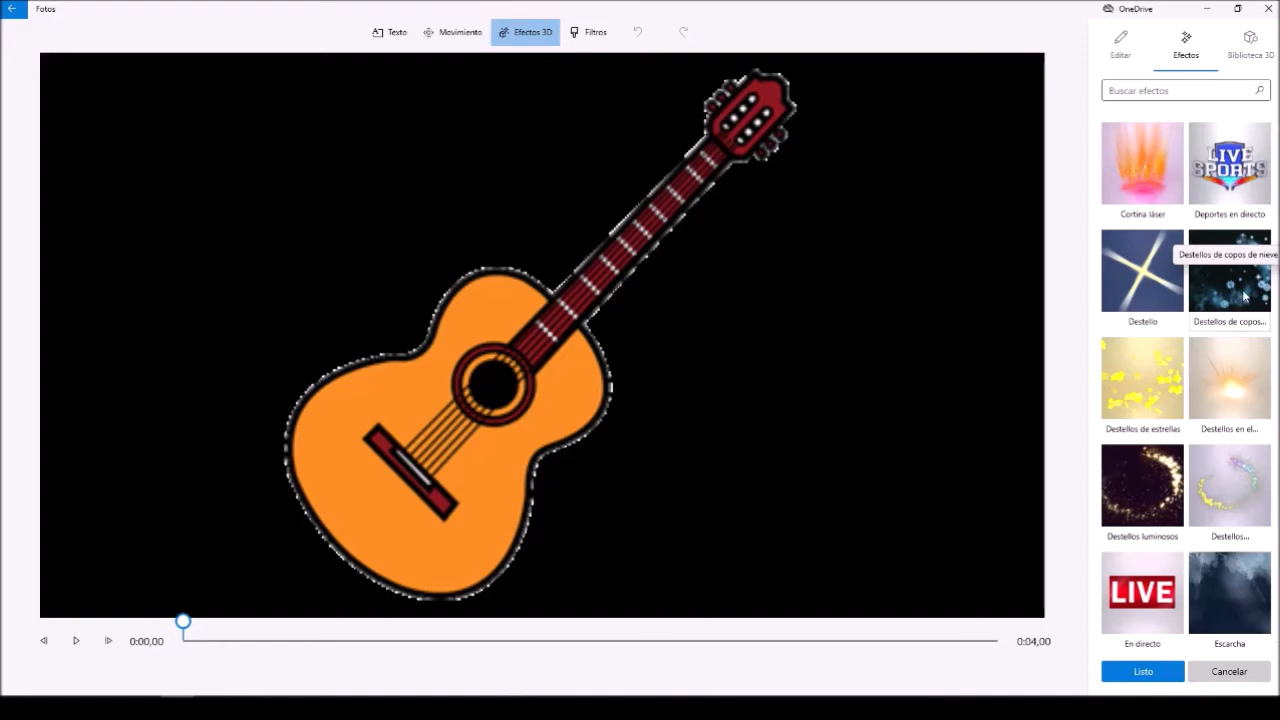 Fotos
OneDrive
Texto
Movimiento
Efectos 3D
Filtros
Editar
Efectos
Biblioteca 3D
Buscar efectos
LIVE
SPORTS
Cortina láser
Deportes en directo
Destellos de copos de nieve
Destello
Destellos de copos...
Destellos de estrellas
Destellos en el...
Destellos luminosos
Destellos...
LIVE
En directo
Escarcha
0:00,00
0:04,00
Listo
Cancelar